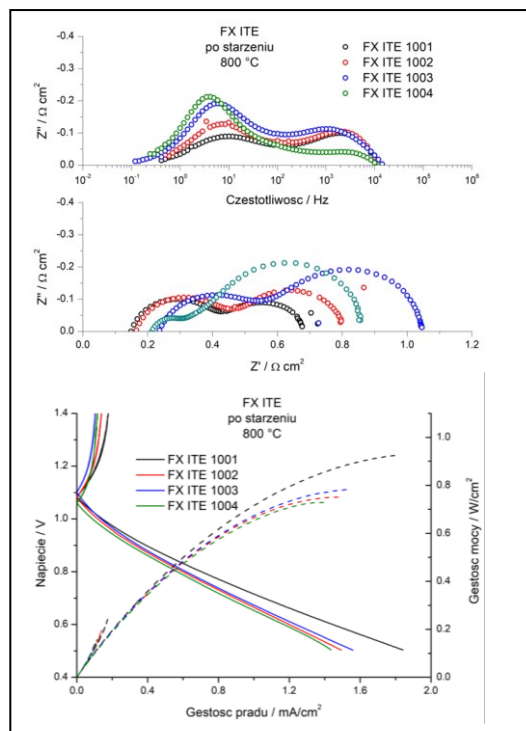 FX ITE
po starzeniu
800 °C
FX ITE 1001
FX ITE 1002
FX ITE 1003
FX ITE 1004
-0.4
-0.3
-0.2
-0.1
0.0
Z'' / Ω cm²
10⁻² 10⁻¹ 10⁰ 10¹ 10² 10³ 10⁴ 10⁵ 10⁶
Czestotliwosc / Hz
-0.4
-0.2
-0.1
0.0
Z'' / Ω cm²
0.0 0.2 0.4 0.6 0.8 1.0 1.2
Z' / Ω cm²
FX ITE
po starzeniu
800 °C
FX ITE 1001
FX ITE 1002
FX ITE 1003
FX ITE 1004
1.4
1.2
1.0
0.8
0.6
0.4
Napiecie / V
1.0
0.8
0.6
0.4
0.2
0.0
Gestosc mocy / W/cm²
0.0 0.4 0.8 1.2 1.6 2.0
Gestosc pradu / mA/cm²